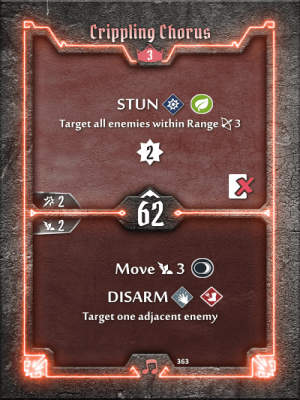 Crippling Chorus
3
STUN
Target all enemies within Range 3
2
2
62
2
Move 3
DISARM
Target one adjacent enemy
363